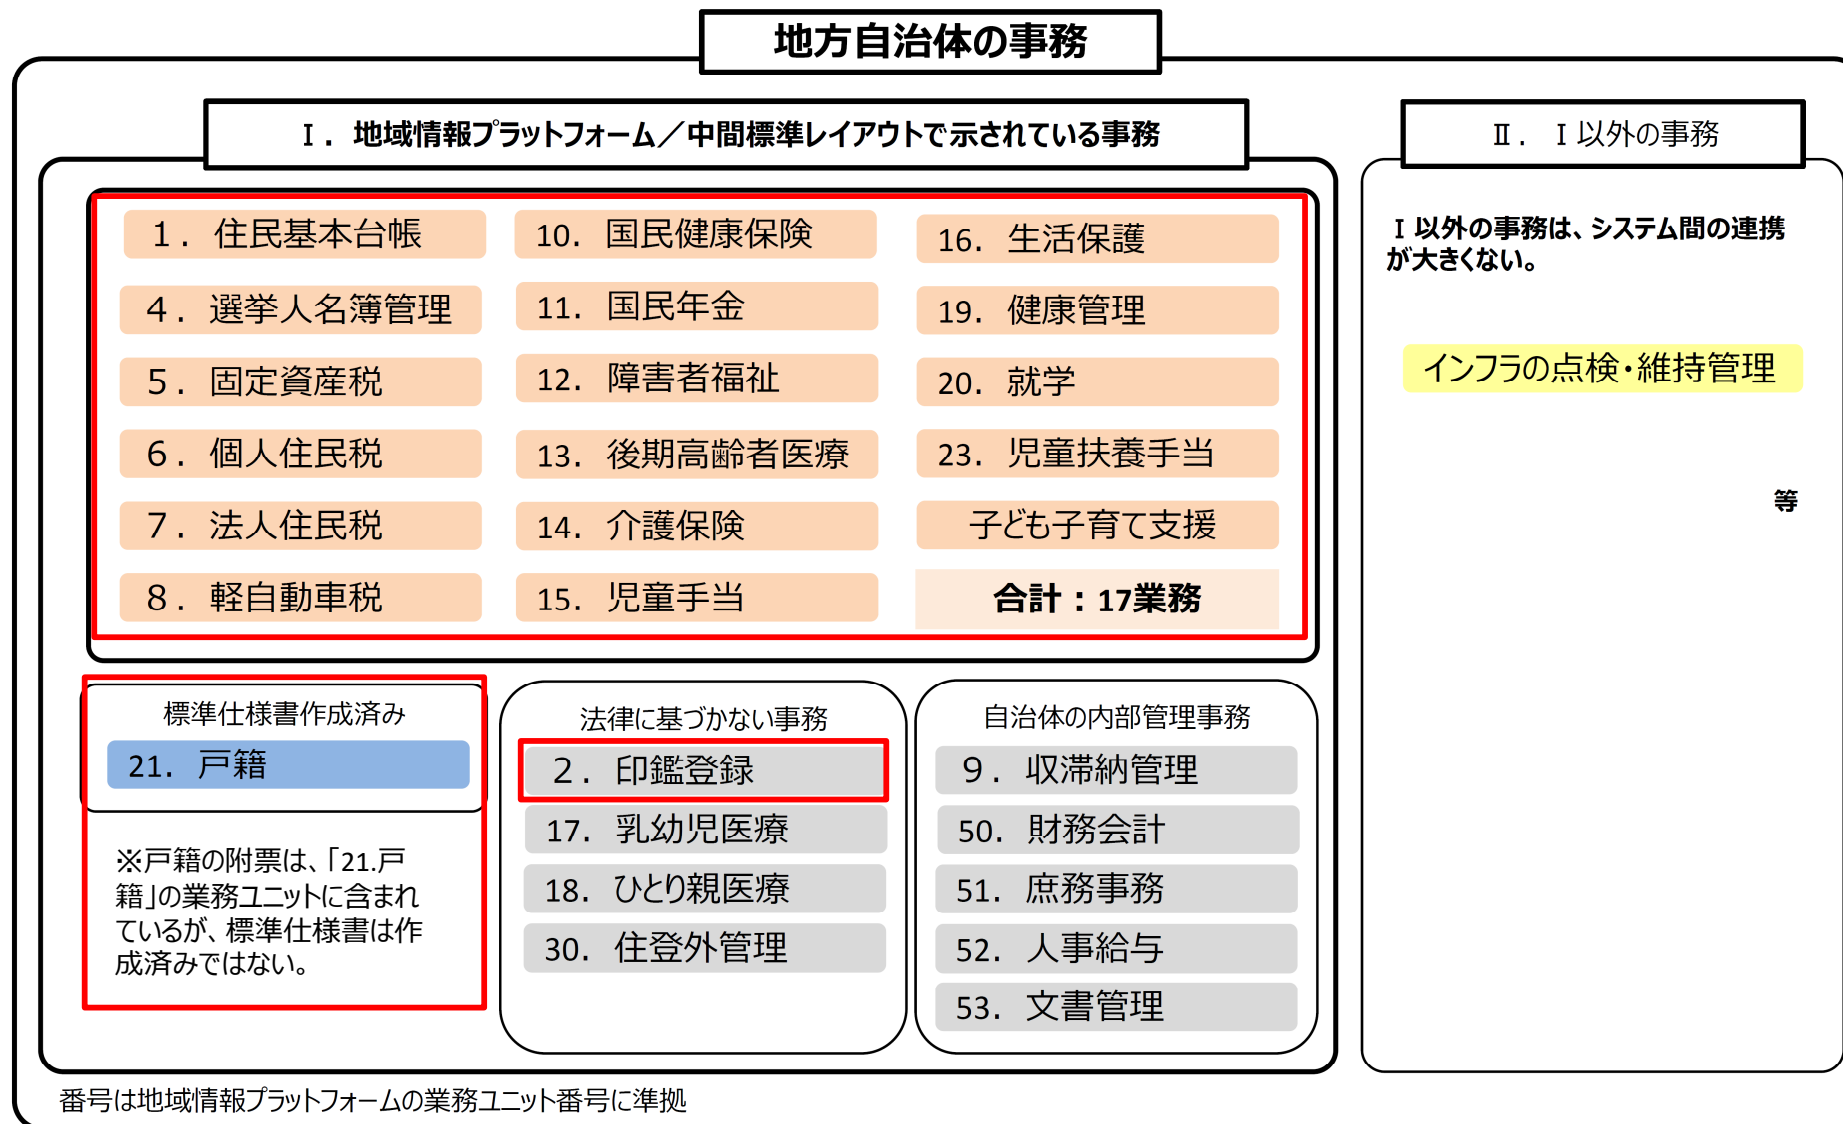 地方自治体の事務
Ⅰ．地域情報プラットフォーム／中間標準レイアウトで示されている事務
１．住民基本台帳
４．選挙人名簿管理
５．固定資産税
６．個人住民税
７．法人住民税
８．軽自動車税
10．国民健康保険
11．国民年金
12．障害者福祉
13．後期高齢者医療
14．介護保険
15．児童手当
16．生活保護
19．健康管理
20．就学
23．児童扶養手当
子ども子育て支援
合計：17業務
標準仕様書作成済み
21．戸籍
※戸籍の附票は、「21.戸
籍」の業務ユニットに含まれ
ているが、標準仕様書は作
成済みではない。
法律に基づかない事務
２．印鑑登録
17．乳幼児医療
18．ひとり親医療
30．住登外管理
自治体の内部管理事務
９．収滞納管理
50．財務会計
51．庶務事務
52．人事給与
53．文書管理
Ⅱ．Ⅰ以外の事務
Ⅰ以外の事務は、システム間の連携
が大きくない。
インフラの点検・維持管理
等
番号は地域情報プラットフォームの業務ユニット番号に準拠